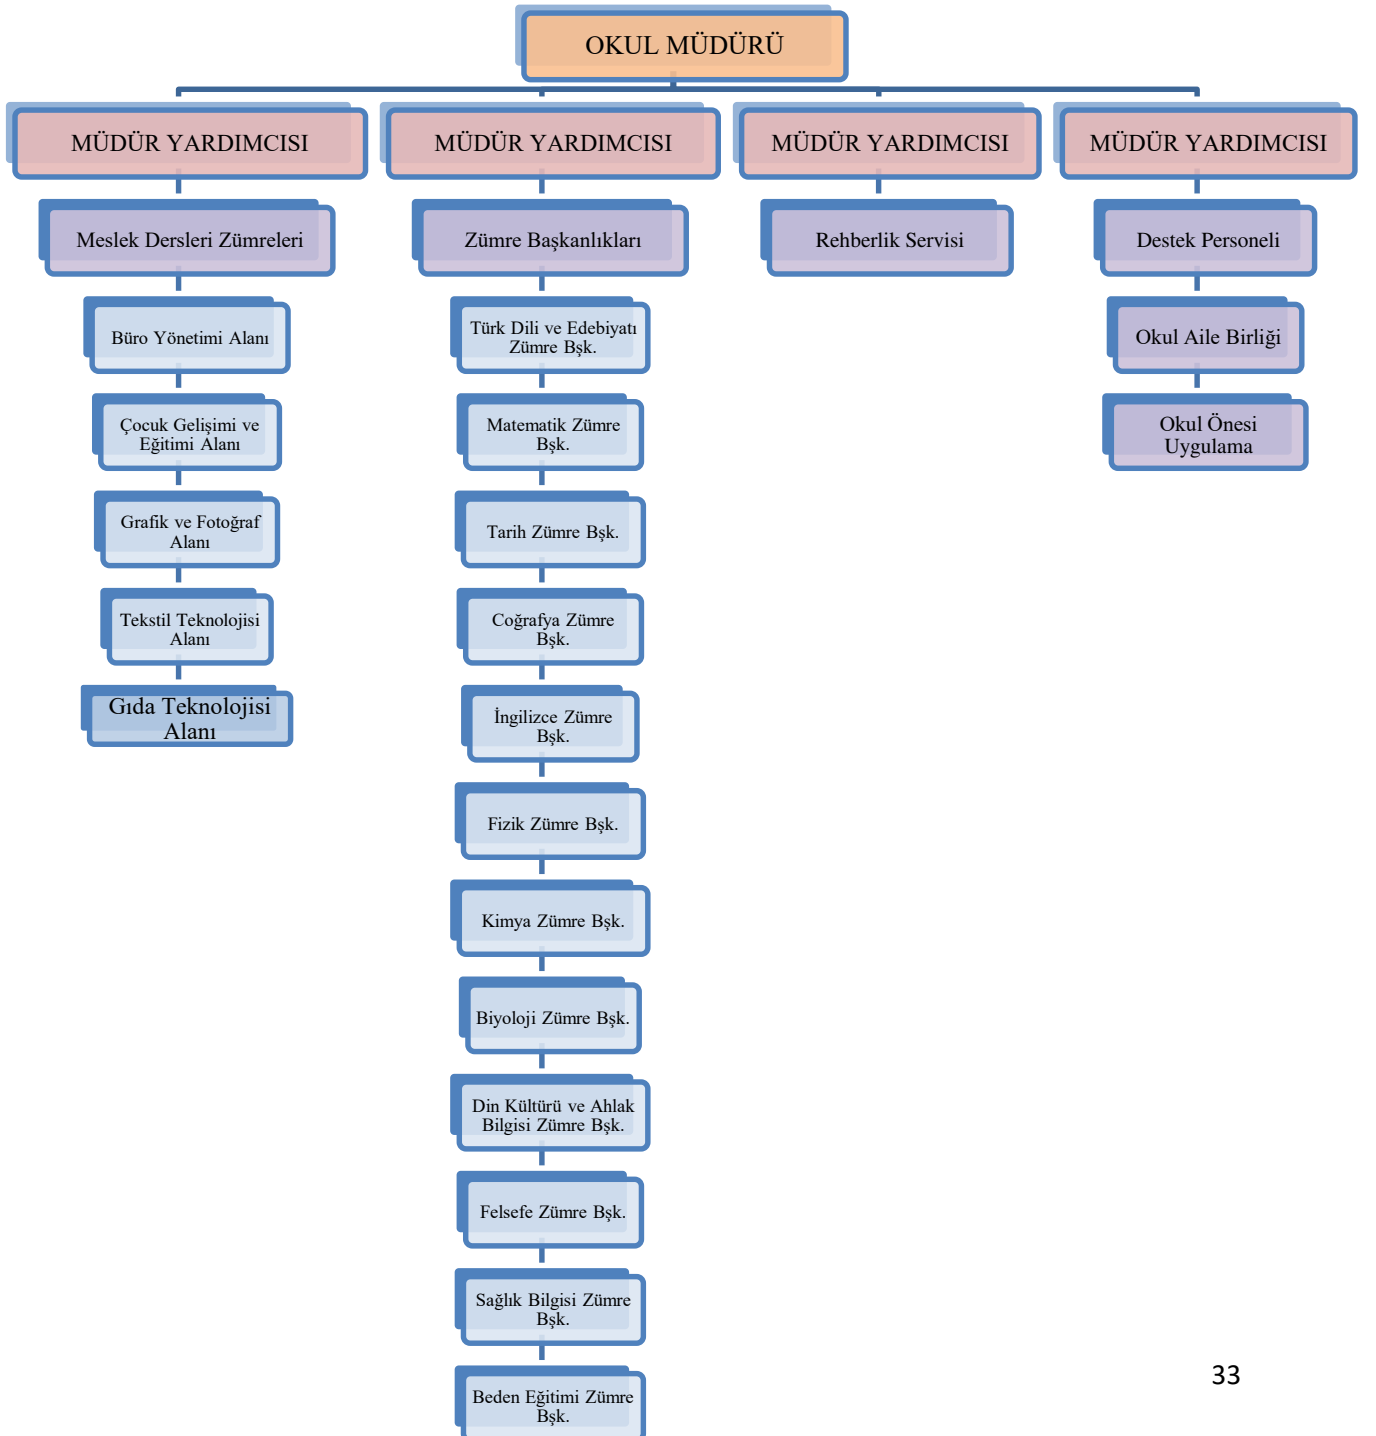 OKUL MÜDÜRÜ
MÜDÜR YARDIMCISI
Meslek Dersleri Zümreleri
Büro Yönetimi Alanı
Çocuk Gelişimi ve
Eğitimi Alanı
Grafik ve Fotoğraf
Alanı
Tekstil Teknolojisi
Alanı
Gıda Teknolojisi
Alanı
MÜDÜR YARDIMCISI
Zümre Başkanlıkları
Türk Dili ve Edebiyatı
Zümre Bşk.
Matematik Zümre
Bşk.
Tarih Zümre Bşk.
Coğrafya Zümre
Bşk.
İngilizce Zümre
Bşk.
Fizik Zümre Bşk.
Kimya Zümre Bşk.
Biyoloji Zümre Bşk.
Din Kültürü ve Ahlak
Bilgisi Zümre Bşk.
Felsefe Zümre Bşk.
Sağlık Bilgisi Zümre
Bşk.
Beden Eğitimi Zümre
Bşk.
MÜDÜR YARDIMCISI
Rehberlik Servisi
MÜDÜR YARDIMCISI
Destek Personeli
Okul Aile Birliği
Okul Önesi
Uygulama
33